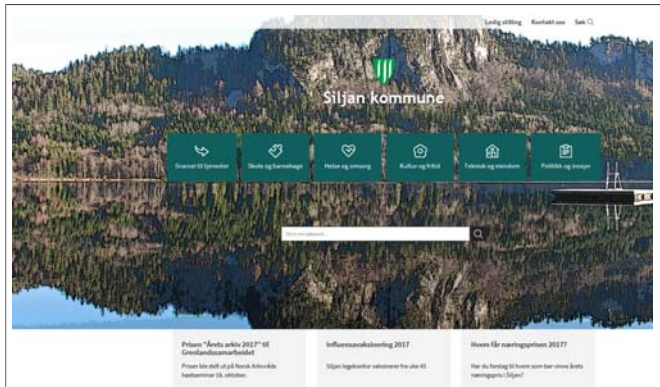 Ledig stilling Kontakt oss Søk
Siljan kommune
Snarvei til tjenester Skole og barnehage Helse og omsorg Kultur og fritid Teknisk og eiendom Politikk og innsyn
Prisen "Årets arkiv 2017" til
Grenlandssamarbeidet
Prisen ble delt ut på Norsk Arkivråds
høstseminar 18. oktober.
Influensavaksinering 2017
Siljan legekontor vaksinerer fra uke 43
Hvem får næringsprisen 2017?
Har du forslag til hvem som bør vinne årets
næringspris i Siljan?